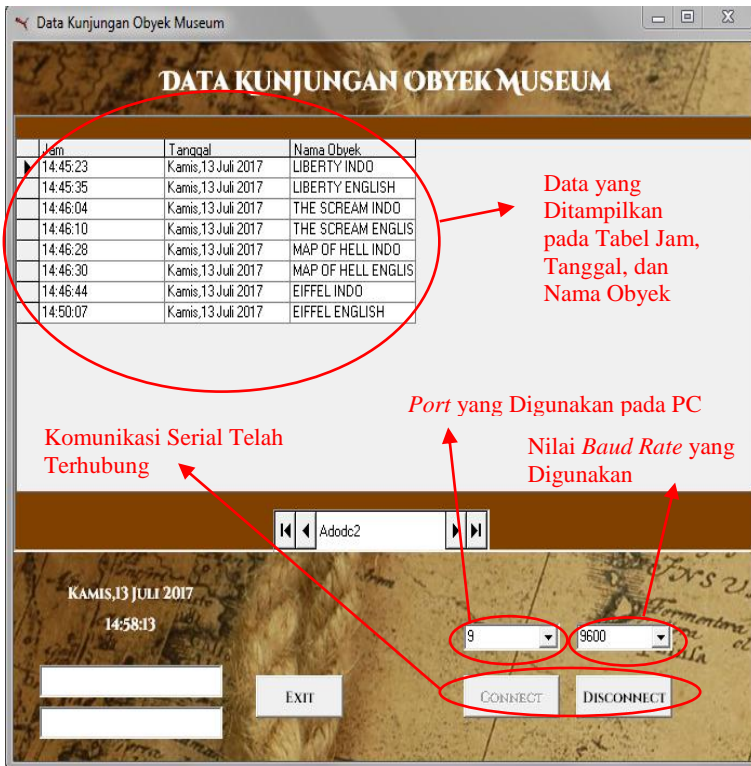 Data Kunjungan Obyek Museum
DATA KUNJUNGAN OBYEK MUSEUM
Jam Tanggal Nama Obyek
14:45:23 Kamis,13 Juli 2017 LIBERTY INDO
14:45:35 Kamis,13 Juli 2017 LIBERTY ENGLISH
14:46:04 Kamis,13 Juli 2017 THE SCREAM INDO
14:46:10 Kamis,13 Juli 2017 THE SCREAM ENGLIS
14:46:28 Kamis,13 Juli 2017 MAP OF HELL INDO
14:46:30 Kamis,13 Juli 2017 MAP OF HELL ENGLIS
14:46:44 Kamis,13 Juli 2017 EIFFEL INDO
14:50:07 Kamis,13 Juli 2017 EIFFEL ENGLISH
Data yang
Ditampilkan
pada Tabel Jam,
Tanggal, dan
Nama Obyek
Port yang Digunakan pada PC
Komunikasi Serial Telah
Terhubung
Nilai Baud Rate yang
Digunakan
Adodc2
KAMIS,13 JULI 2017
14:58:13
9
9600
EXIT
CONNECT
DISCONNECT